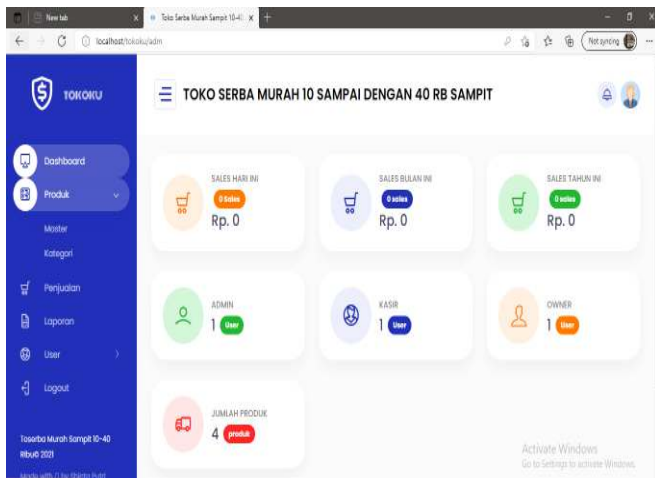 New tab
Toko Serba Murah Sampit 10-4
localhost/tokoku/adm
Not syncing
TOKOKU
TOKO SERBA MURAH 10 SAMPAI DENGAN 40 RB SAMPIT
Dashboard
Produk
Master
Kategori
Penjualan
Laporan
User
Logout
Toserba Murah Sampit 10-40
Ribu© 2021
Made with
by
SALES HARI INI
0 Sales
Rp. 0
SALES BULAN INI
0 sales
Rp. 0
SALES TAHUN INI
0 sales
Rp. 0
ADMIN
1 User
KASIR
1 User
OWNER
1 User
JUMLAH PRODUK
4 produk
Activate Windows
Go to Settings to activate Windows.